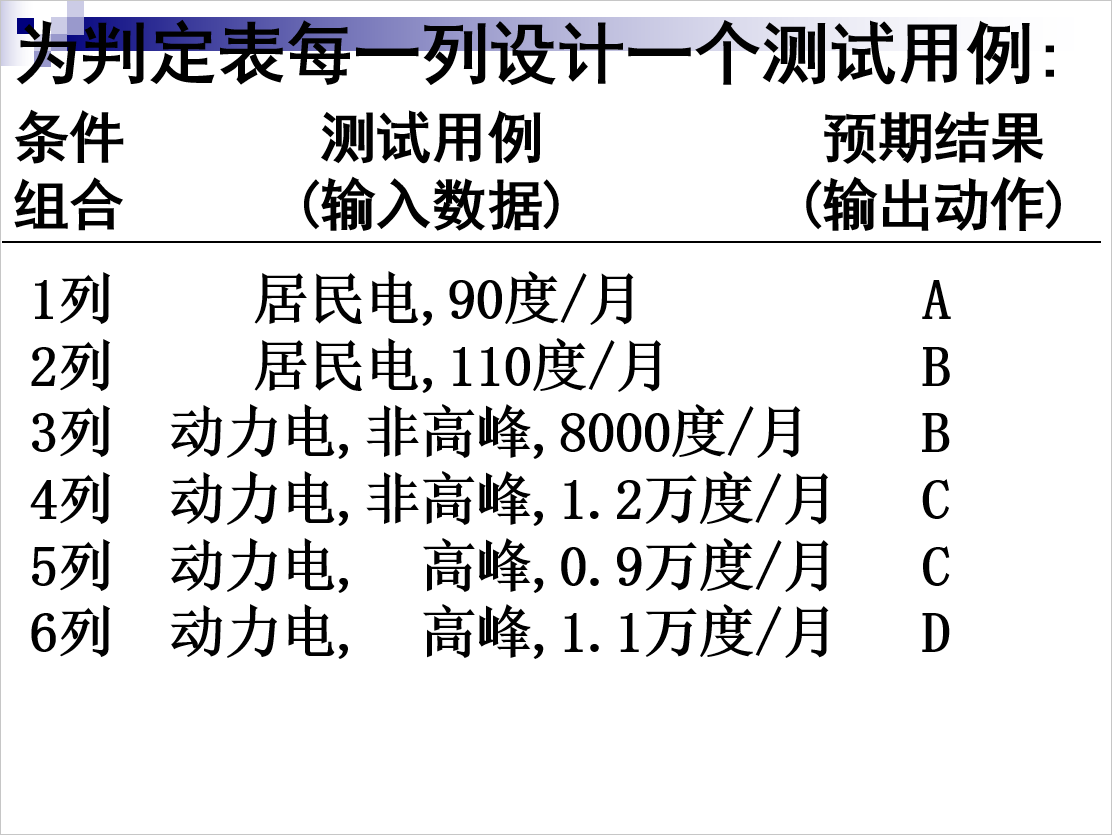 为判定表每一列设计一个测试用例:
条件 测试用例 预期结果
组合 (输入数据) (输出动作)
1列 居民电,90度/月 A
2列 居民电,110度/月 B
3列 动力电,非高峰,8000度/月 B
4列 动力电,非高峰,1.2万度/月 C
5列 动力电, 高峰,0.9万度/月 C
6列 动力电, 高峰,1.1万度/月 D